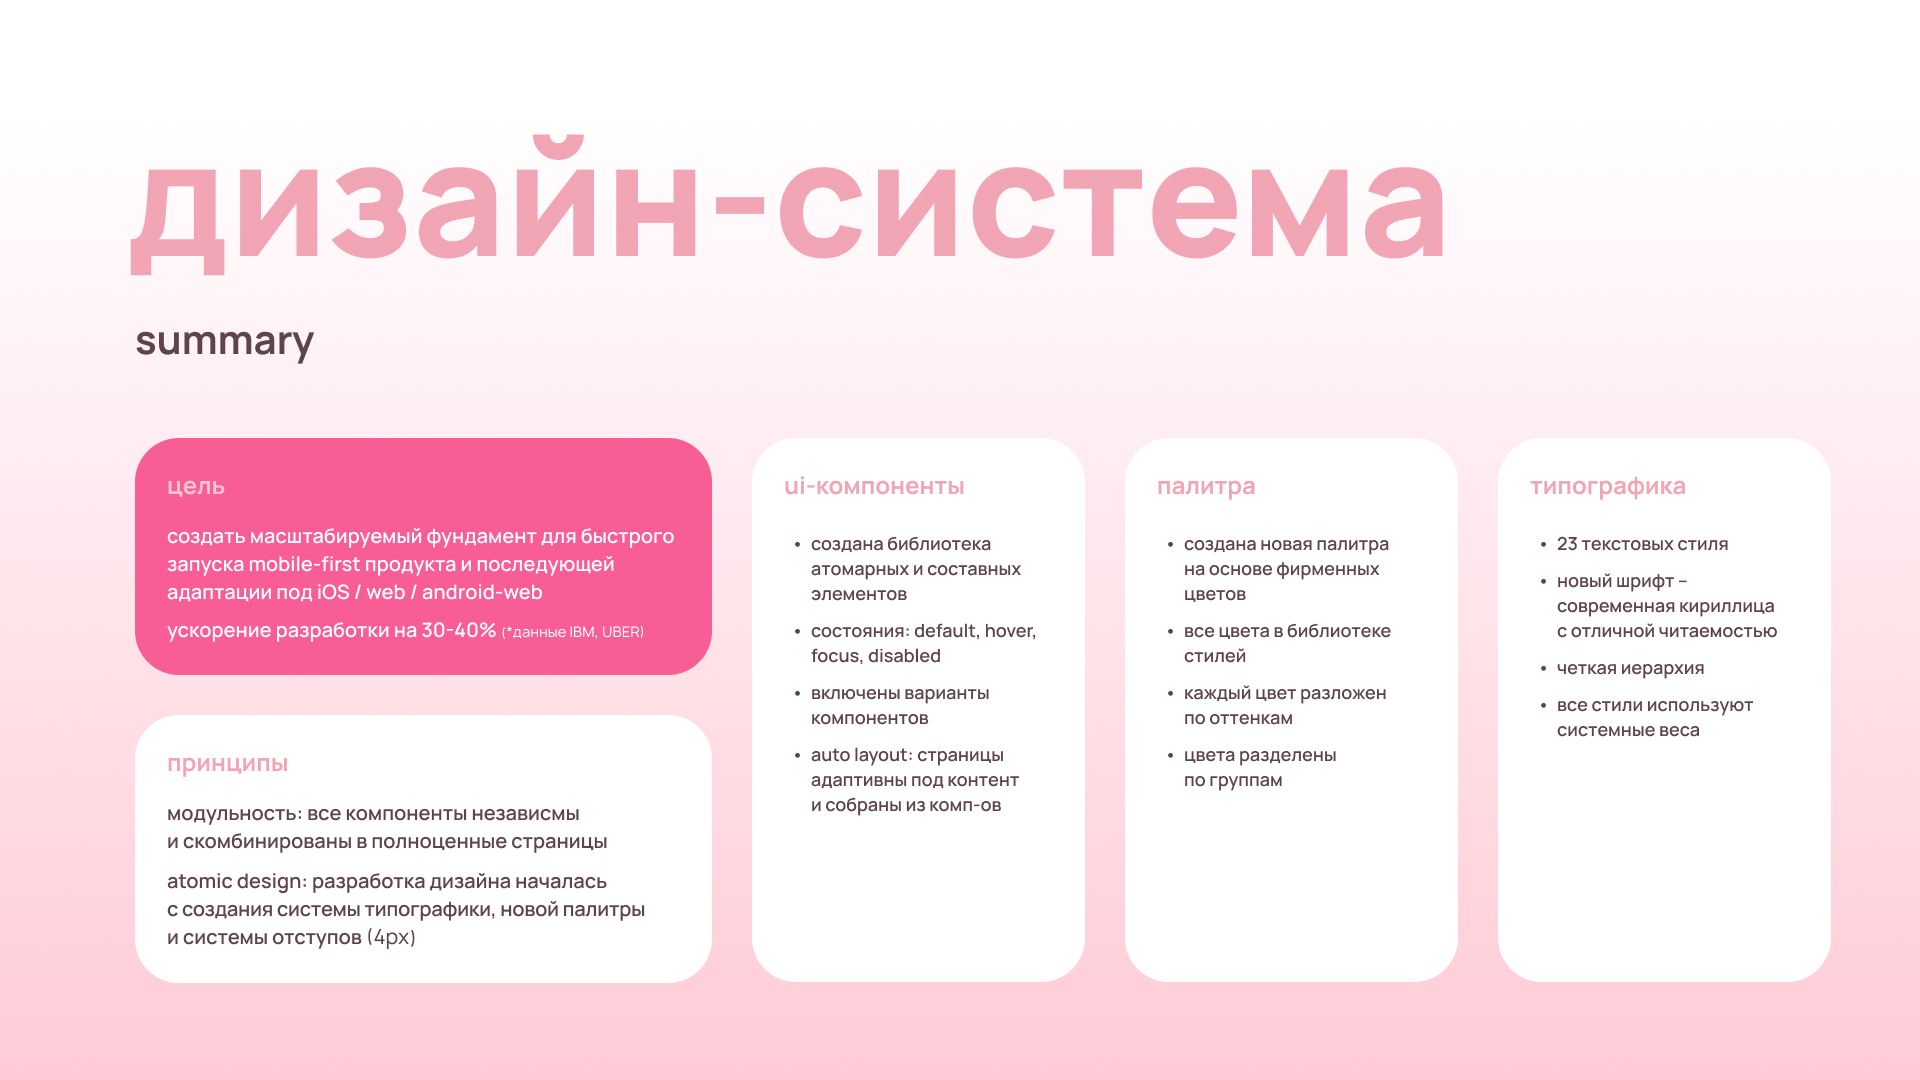 дизайн-система
summary
цель
создать масштабируемый фундамент для быстрого
запуска mobile-first продукта и последующей
адаптации под iOS / web / android-web
ускорение разработки на 30-40% (*данные IBM, UBER)
принципы
модульность: все компоненты независмы
и скомбинированы в полноценные страницы
atomic design: разработка дизайна началась
с создания системы типографики, новой палитры
и системы отступов (4px)
ui-компоненты
• создана библиотека
атомарных и составных
элементов
• состояния: default, hover,
focus, disabled
• включены варианты
компонентов
• auto layout: страницы
адаптивны под контент
и собраны из комп-ов
палитра
• создана новая палитра
на основе фирменных
цветов
• все цвета в библиотеке
стилей
• каждый цвет разложен
по оттенкам
• цвета разделены
по группам
типографика
• 23 текстовых стиля
• новый шрифт –
современная кириллица
с отличной читаемостью
• четкая иерархия
• все стили используют
системные веса